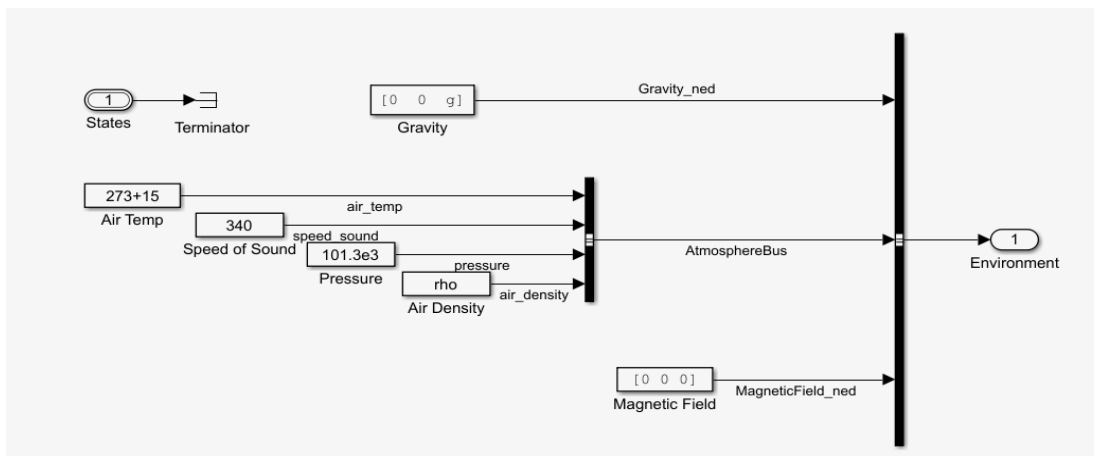 1
States
Terminator
[0 0 g]
Gravity
Gravity_ned
273+15
Air Temp
air_temp
340
Speed of Sound
speed_sound
101.3e3
Pressure
pressure
rho
Air Density
air_density
AtmosphereBus
1
Environment
[0 0 0]
Magnetic Field
MagneticField_ned